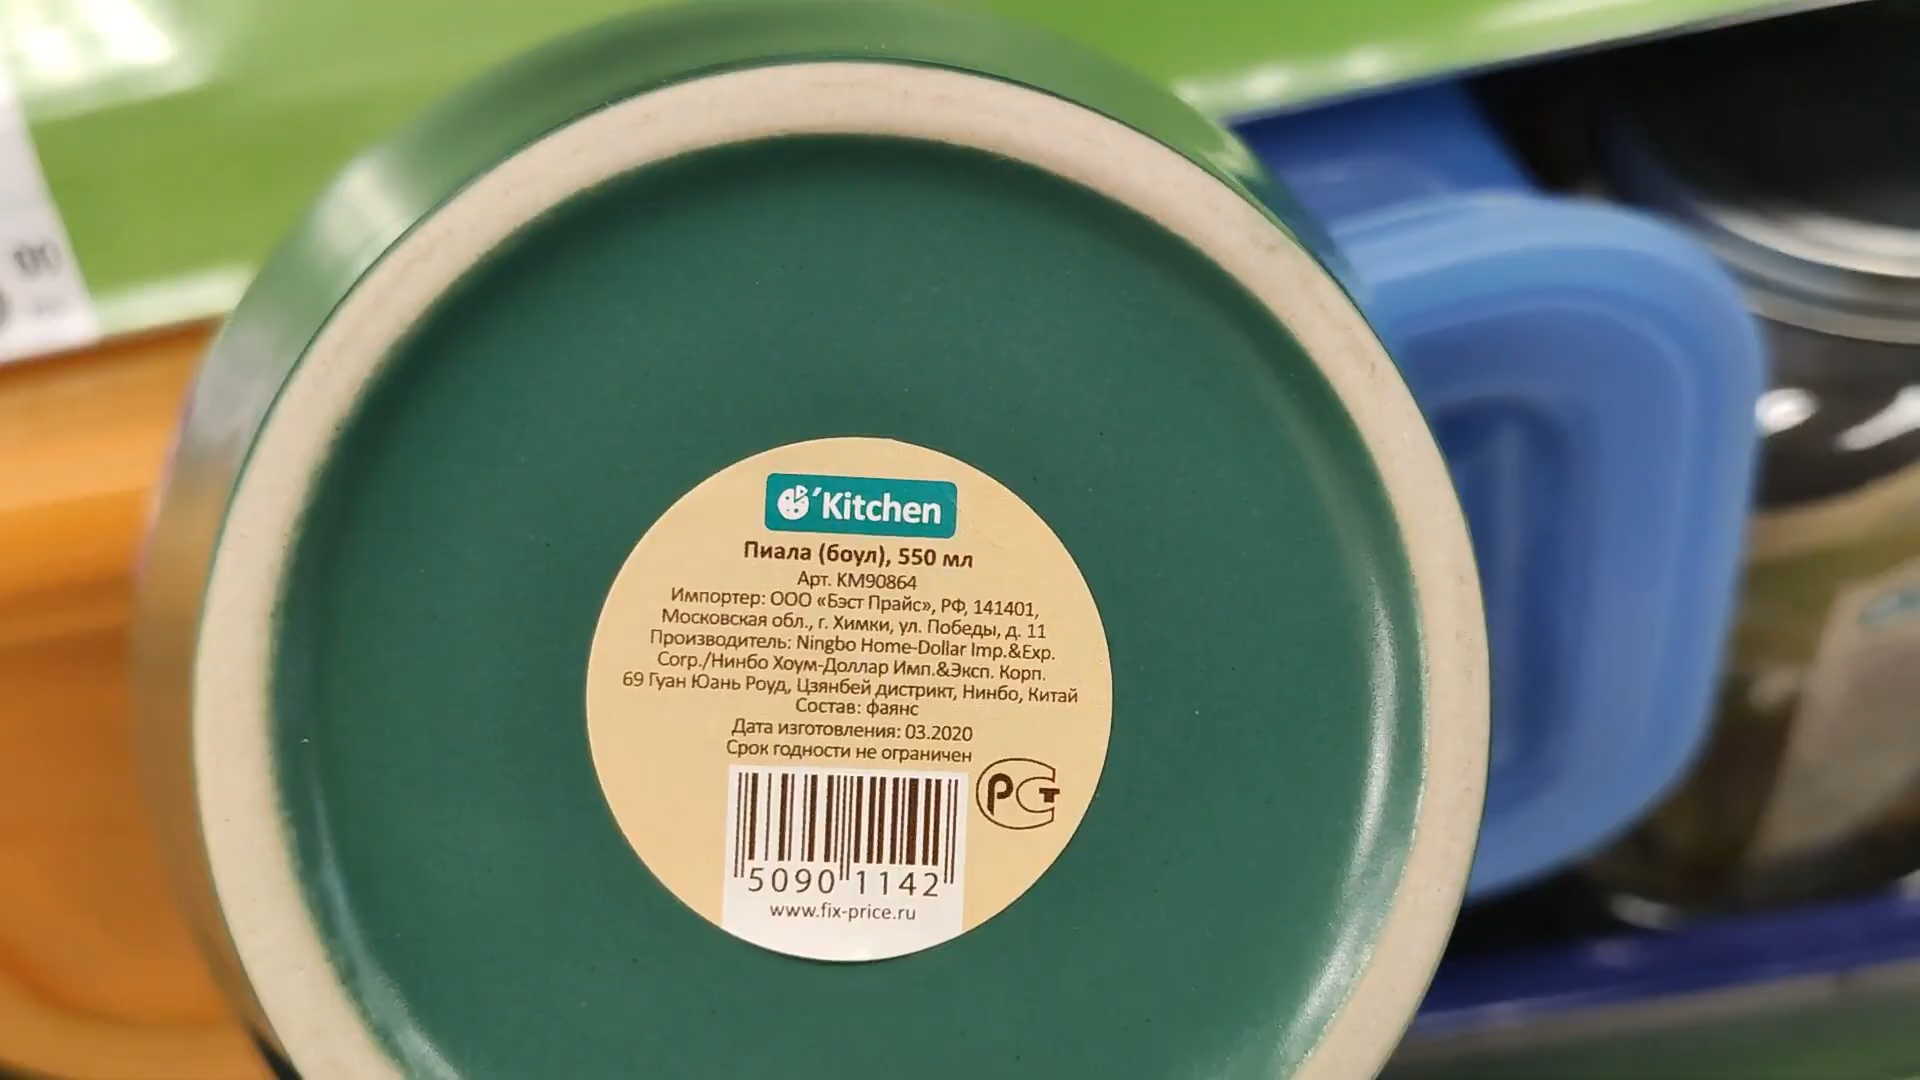 'Kitchen
Пиала (боул), 550 мл
Арт. КМ90864
Импортер: ООО «Бэст Прайс», РФ, 141401,
Московская обл., г. Химки, ул. Победы, д. 11
Производитель: Ningbo Home-Dollar Imp.&Exp.
Corp./Нинбо Хоум-Доллар Имп.&Эксп. Корп.
69 Гуан Юань Роуд, Цзянбей дистрикт, Нинбо, Китай
Состав: фаянс
Дата изготовления: 03.2020
Срок годности не ограничен
РСТ
5090 1142
www.fix-price.ru